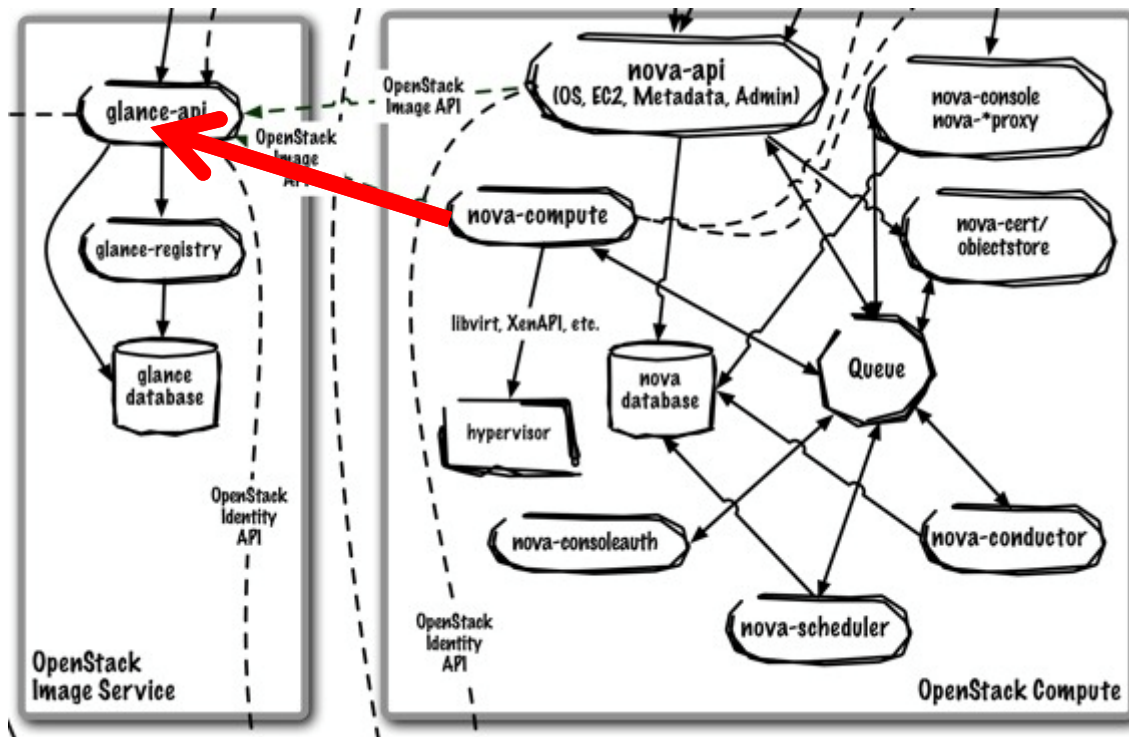 glance-api
OpenStack
Image API
OpenStack
Image
API
glance-registry
glance
database
OpenStack
Identity
API
OpenStack
Image Service
nova-api
(OS, EC2, Metadata, Admin)
nova-console
nova-*proxy
nova-compute
nova-cert/
objectstore
libvirt, XenAPI, etc.
nova
database
Queue
hypervisor
nova-consoleauth
nova-conductor
nova-scheduler
OpenStack
Identity
API
OpenStack Compute